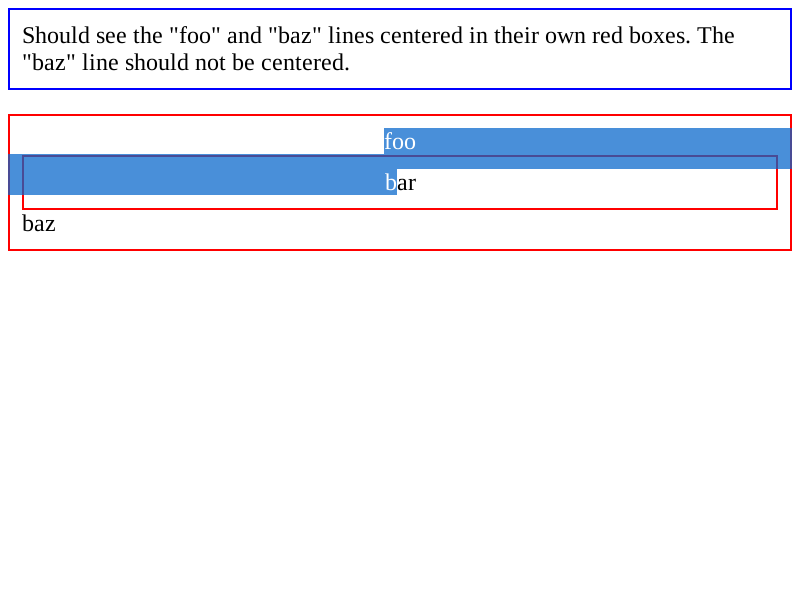 Should see the "foo" and "baz" lines centered in their own red boxes. The
"baz" line should not be centered.
foo
bar
baz